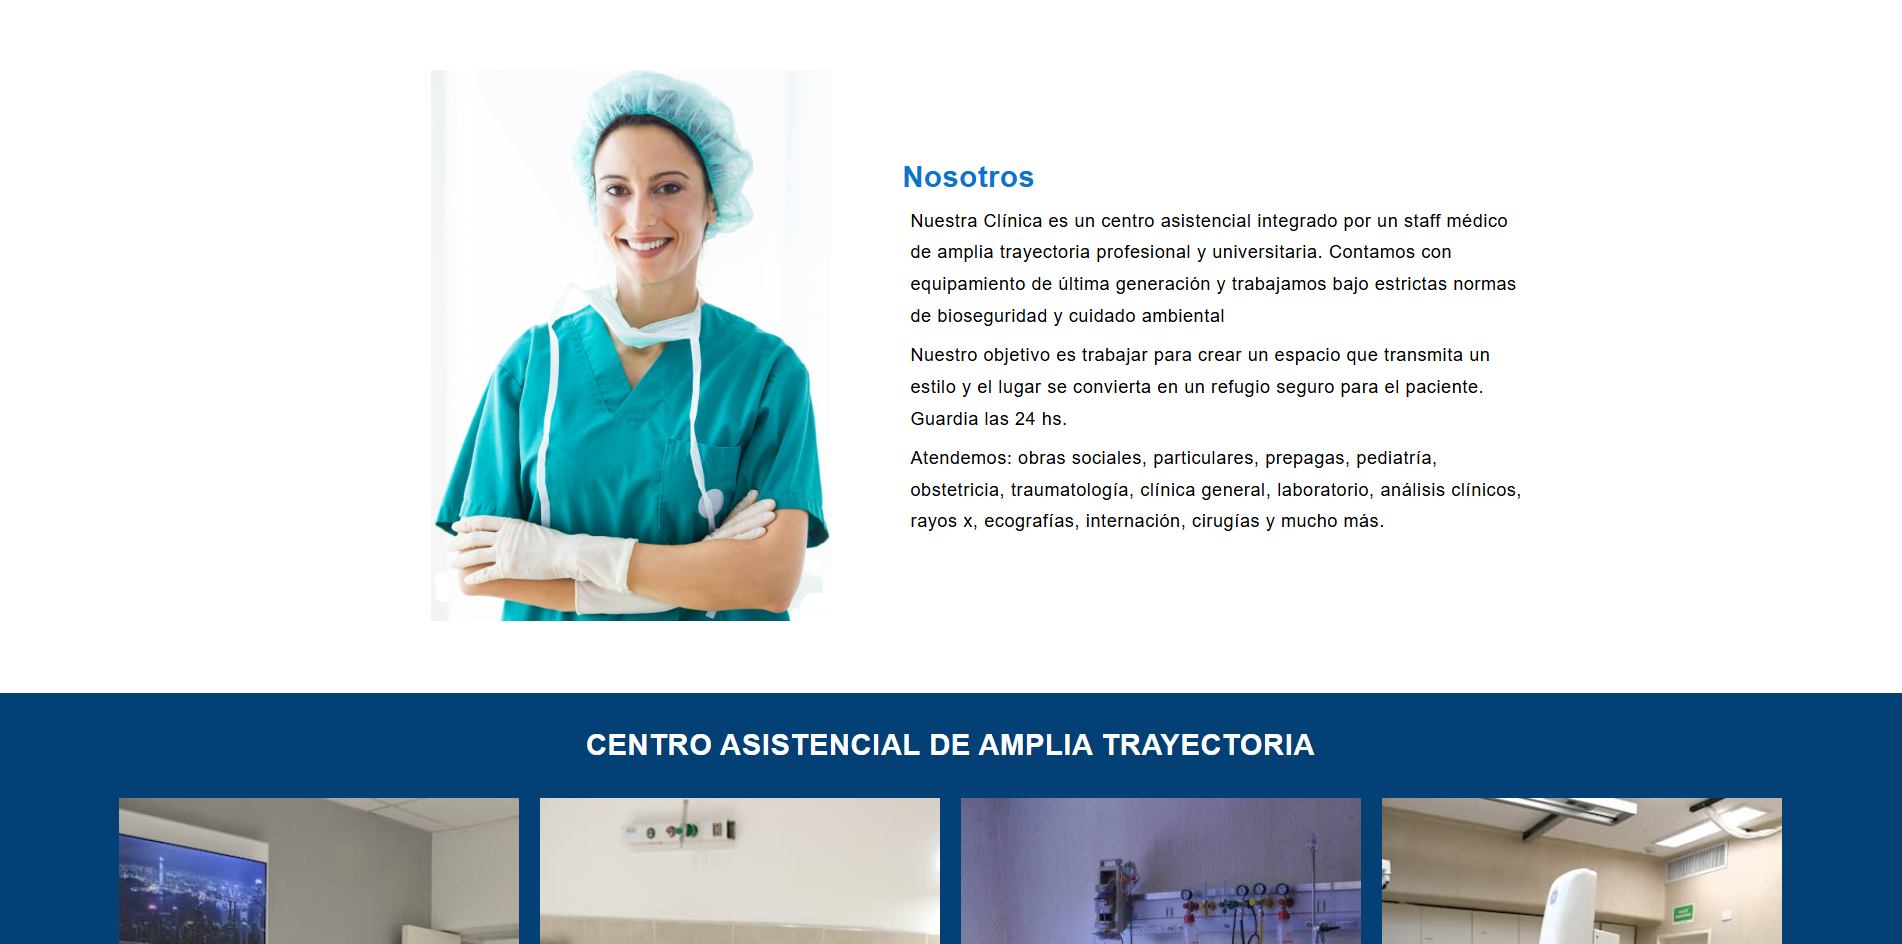 Nosotros
Nuestra Clínica es un centro asistencial integrado por un staff médico
de amplia trayectoria profesional y universitaria. Contamos con
equipamiento de última generación y trabajamos bajo estrictas normas
de bioseguridad y cuidado ambiental
Nuestro objetivo es trabajar para crear un espacio que transmita un
estilo y el lugar se convierta en un refugio seguro para el paciente.
Guardia las 24 hs.
Atendemos: obras sociales, particulares, prepagas, pediatría,
obstetricia, traumatología, clínica general, laboratorio, análisis clínicos,
rayos x, ecografías, internación, cirugías y mucho más.
CENTRO ASISTENCIAL DE AMPLIA TRAYECTORIA